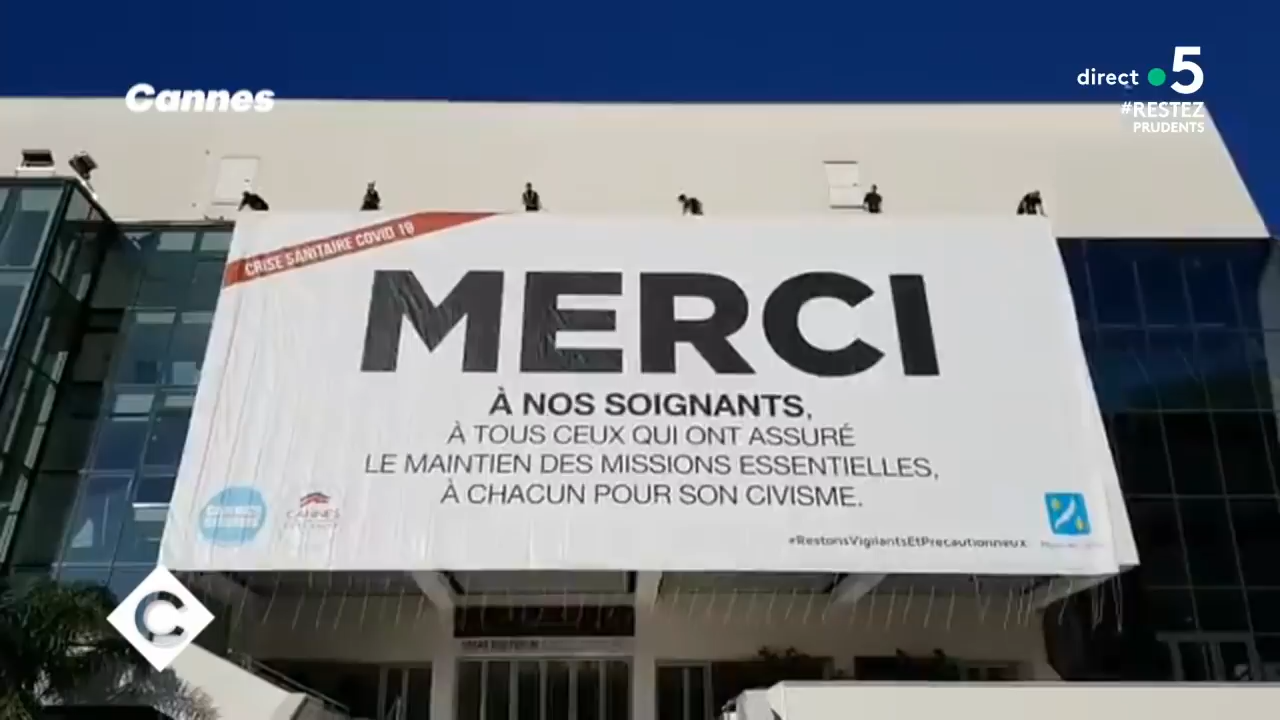 Cannes
direct 5
#RESTEZ
PRUDENTS
CRISE SANITAIRE COVID 19
MERCI
À NOS SOIGNANTS,
À TOUS CEUX QUI ONT ASSURÉ
LE MAINTIEN DES MISSIONS ESSENTIELLES,
À CHACUN POUR SON CIVISME.
CANNES
#RestonsVigilantsEtPrecautionneux
C